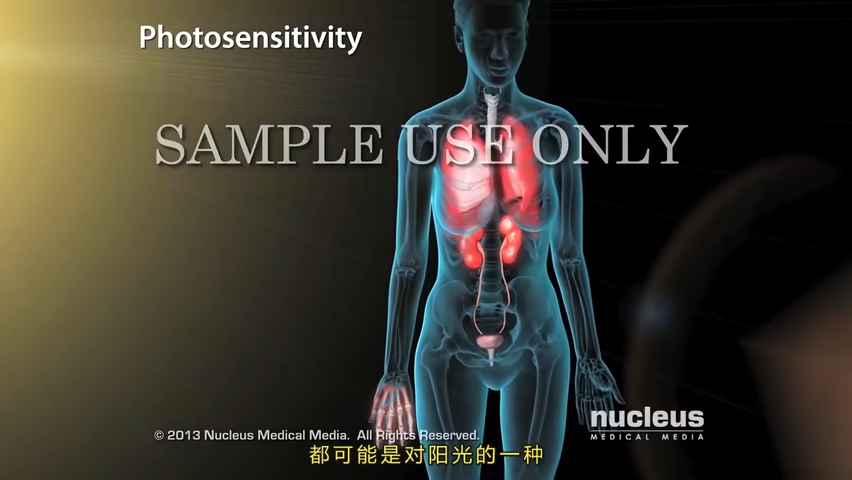 Photosensitivity
SAMPLE USE ONLY
nucleus
MEDICAL MEDIA
© 2013 Nucleus Medical Media. All Rights Reserved.
都可能是对阳光的一种